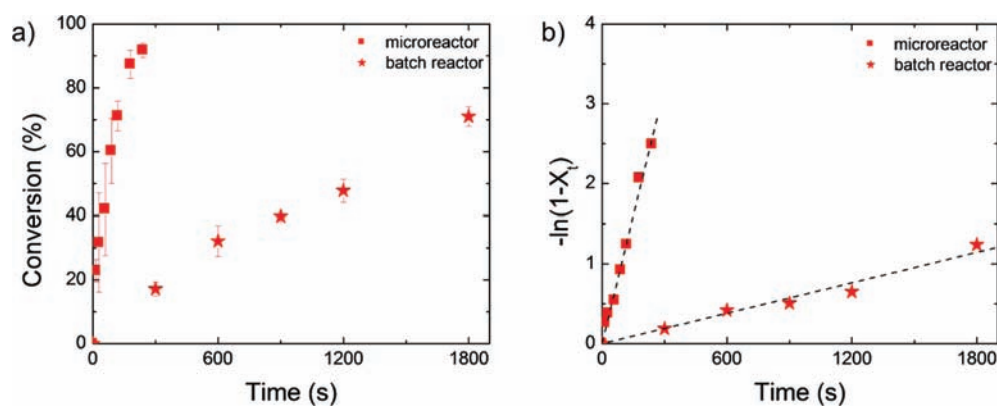 a)
microreactor
batch reactor
Conversion (%)
100
80
60
40
20
0
0 600 1200 1800
Time (s)
b)
microreactor
batch reactor
-ln(1-Xt)
4
3
2
1
0
0 600 1200 1800
Time (s)